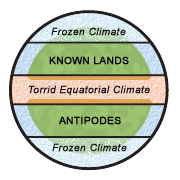 Frozen Climate
KNOWN LANDS
Torrid Equatorial Climate
ANTIPODES
Frozen Climate